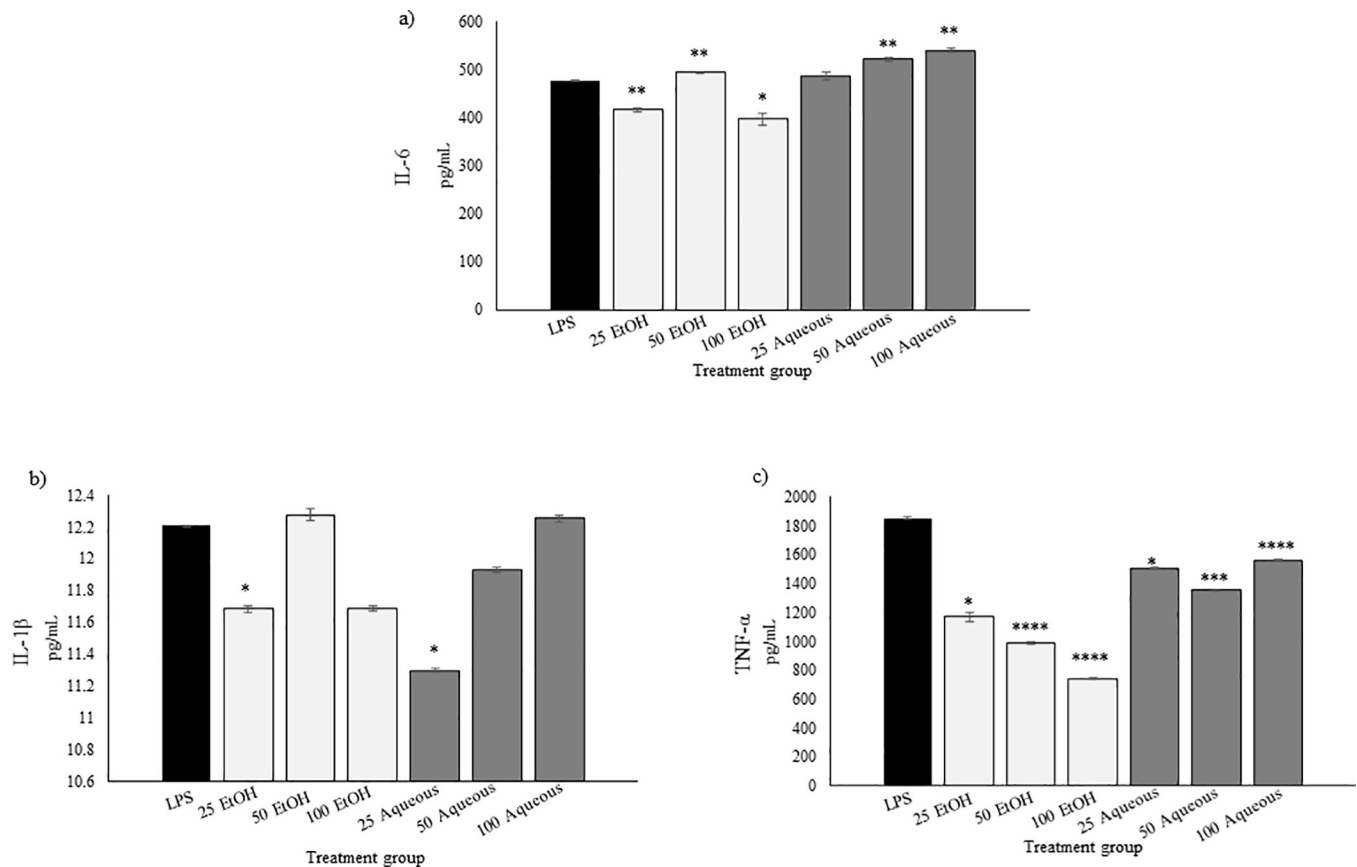 a)
600
500
400
300
200
100
0
IL-6
pg/mL
**
**
*
**
**
LPS
25 EtOH
50 EtOH
100 EtOH
25 Aqueous
50 Aqueous
100 Aqueous
Treatment group
b)
12.4
12.2
12
11.8
11.6
11.4
11.2
11
10.8
10.6
IL-1β
pg/mL
*
*
LPS
25 EtOH
50 EtOH
100 EtOH
25 Aqueous
50 Aqueous
100 Aqueous
Treatment group
c)
2000
1800
1600
1400
1200
1000
800
600
400
200
0
TNF-α
pg/mL
*
****
****
*
***
****
LPS
25 EtOH
50 EtOH
100 EtOH
25 Aqueous
50 Aqueous
100 Aqueous
Treatment group